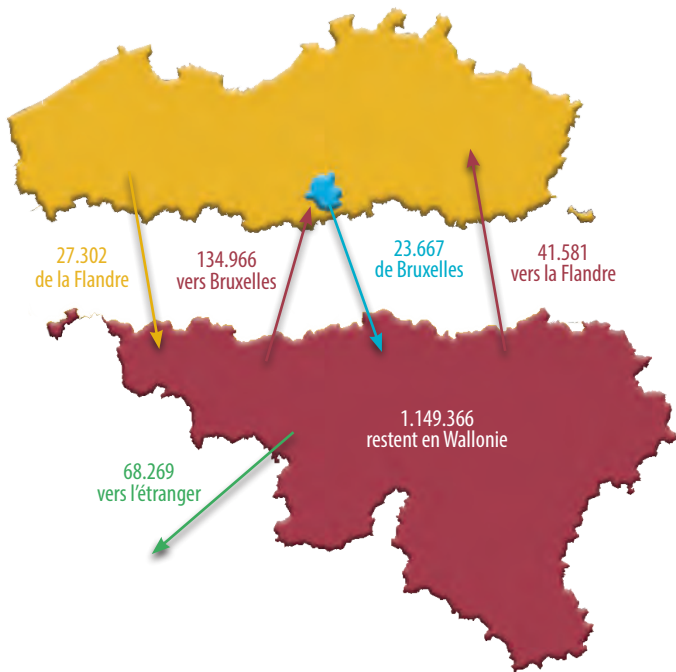 27.302
de la Flandre
134.966
vers Bruxelles
23.667
de Bruxelles
41.581
vers la Flandre
1.149.366
restent en Wallonie
68.269
vers l'étranger